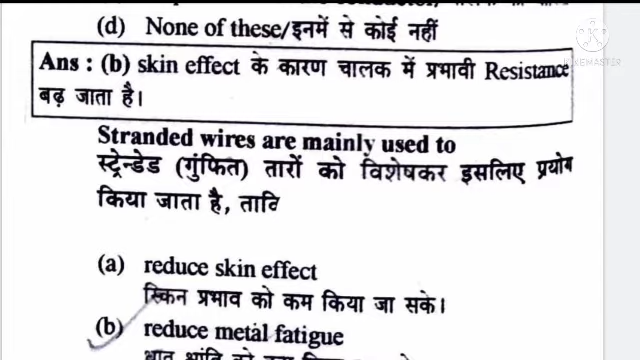 (d) None of these/इनमें से कोई नहीं
Ans : (b) skin effect के कारण चालक में प्रभावी Resistance
बढ़ जाता है।
Stranded wires are mainly used to
स्ट्रेन्डेड (गुंफित) तारों को विशेषकर इसलिए प्रयोग
किया जाता है, ताकि
(a) reduce skin effect
स्किन प्रभाव को कम किया जा सके।
(b) reduce metal fatigue
KINEMASTER